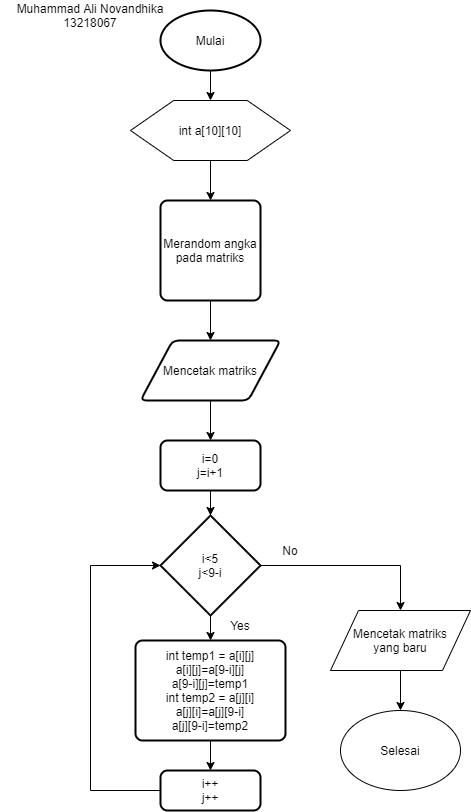 Muhammad Ali Novandhika
13218067
Mulai
int a[10][10]
Merandom angka
pada matriks
Mencetak matriks
i=0
j=i+1
i<5
j<9-i
No
Yes
int temp1 = a[i][j]
a[i][j]=a[9-i][j]
a[9-i][j]=temp1
int temp2 = a[j][i]
a[j][i]=a[j][9-i]
a[j][9-i]=temp2
i++
j++
Mencetak matriks
yang baru
Selesai